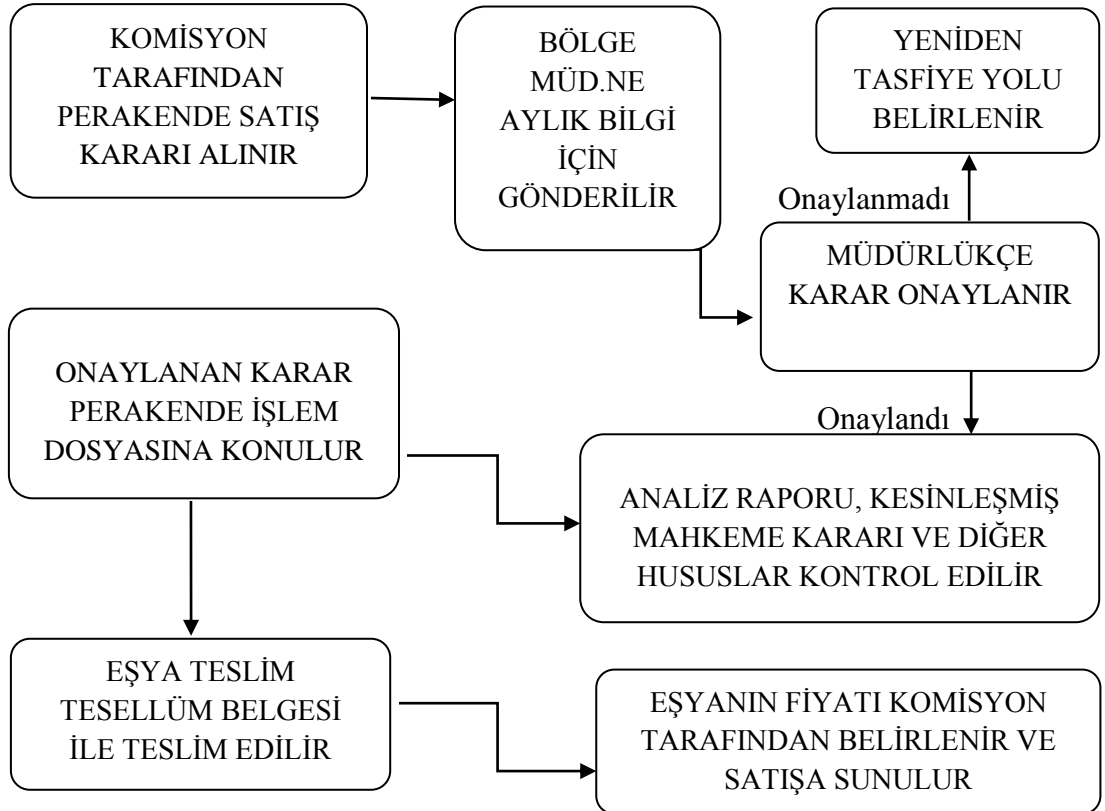 KOMİSYON
TARAFINDAN
PERAKENDE SATIŞ
KARARI ALINIR
BÖLGE
MÜD.NE
AYLIK BİLGİ
İÇİN
GÖNDERİLİR
YENİDEN
TASFİYE YOLU
BELİRLENİR
Onaylanmadı
MÜDÜRLÜKÇE
KARAR ONAYLANIR
Onaylandı
ONAYLANAN KARAR
PERAKENDE İŞLEM
DOSYASINA KONULUR
ANALİZ RAPORU, KESİNLEŞMİŞ
MAHKEME KARARI VE DİĞER
HUSUSLAR KONTROL EDİLİR
EŞYA TESLİM
TESELLÜM BELGESİ
İLE TESLİM EDİLİR
EŞYANIN FİYATI KOMİSYON
TARAFINDAN BELİRLENİR VE
SATIŞA SUNULUR